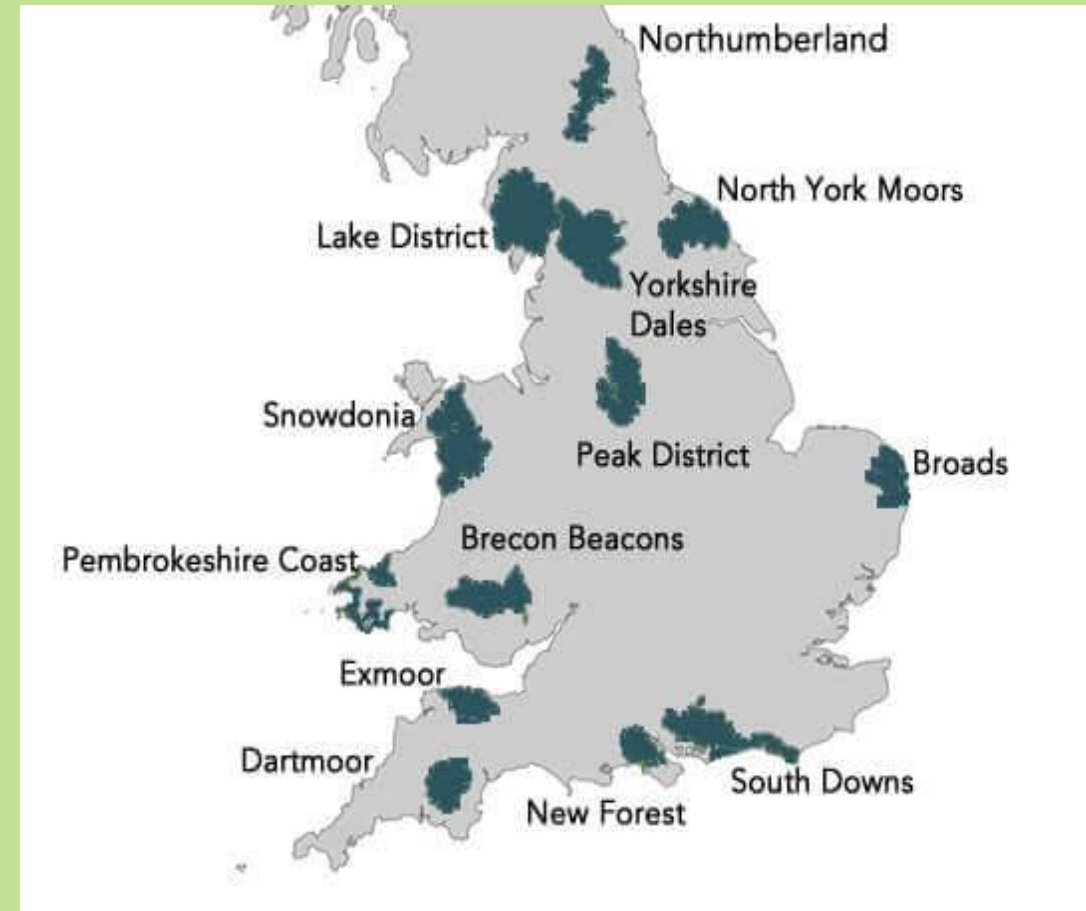 Northumberland
North York Moors
Lake District
Yorkshire
Dales
Snowdonia
Peak District
Broads
Brecon Beacons
Pembrokeshire Coast
Exmoor
Dartmoor
South Downs
New Forest